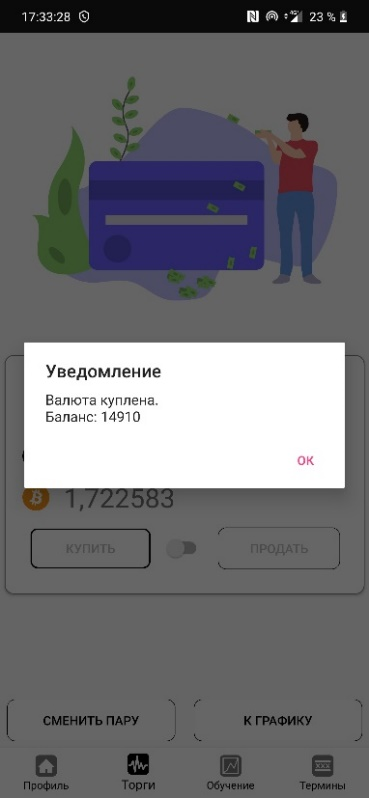 17:33:28 23 %
Уведомление
Валюта куплена.
Баланс: 14910
ОК
1,722583
КУПИТЬ ПРОДАТЬ
СМЕНИТЬ ПАРУ К ГРАФИКУ
Профиль Торги Обучение Термины